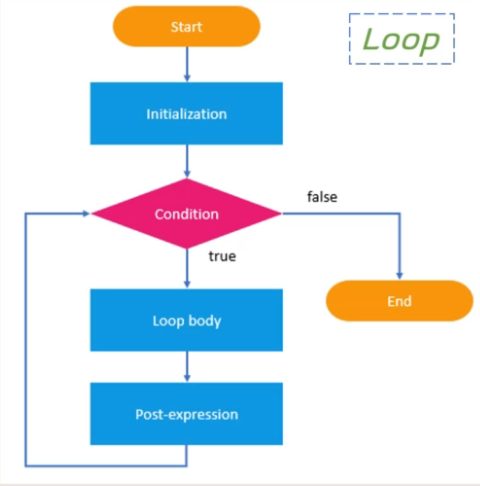 Start
Loop
Initialization
Condition
false
true
End
Loop body
Post-expression